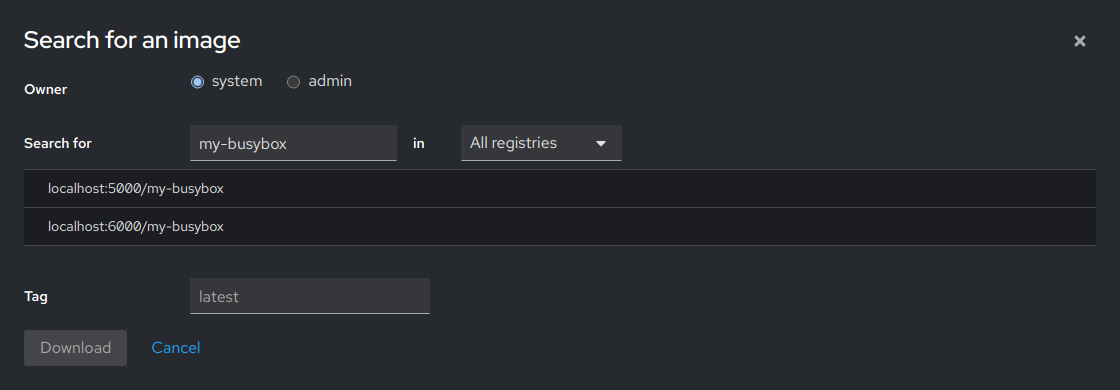 Search for an image
Owner system admin
Search for my-busybox in All registries
localhost:5000/my-busybox
localhost:6000/my-busybox
Tag latest
Download Cancel